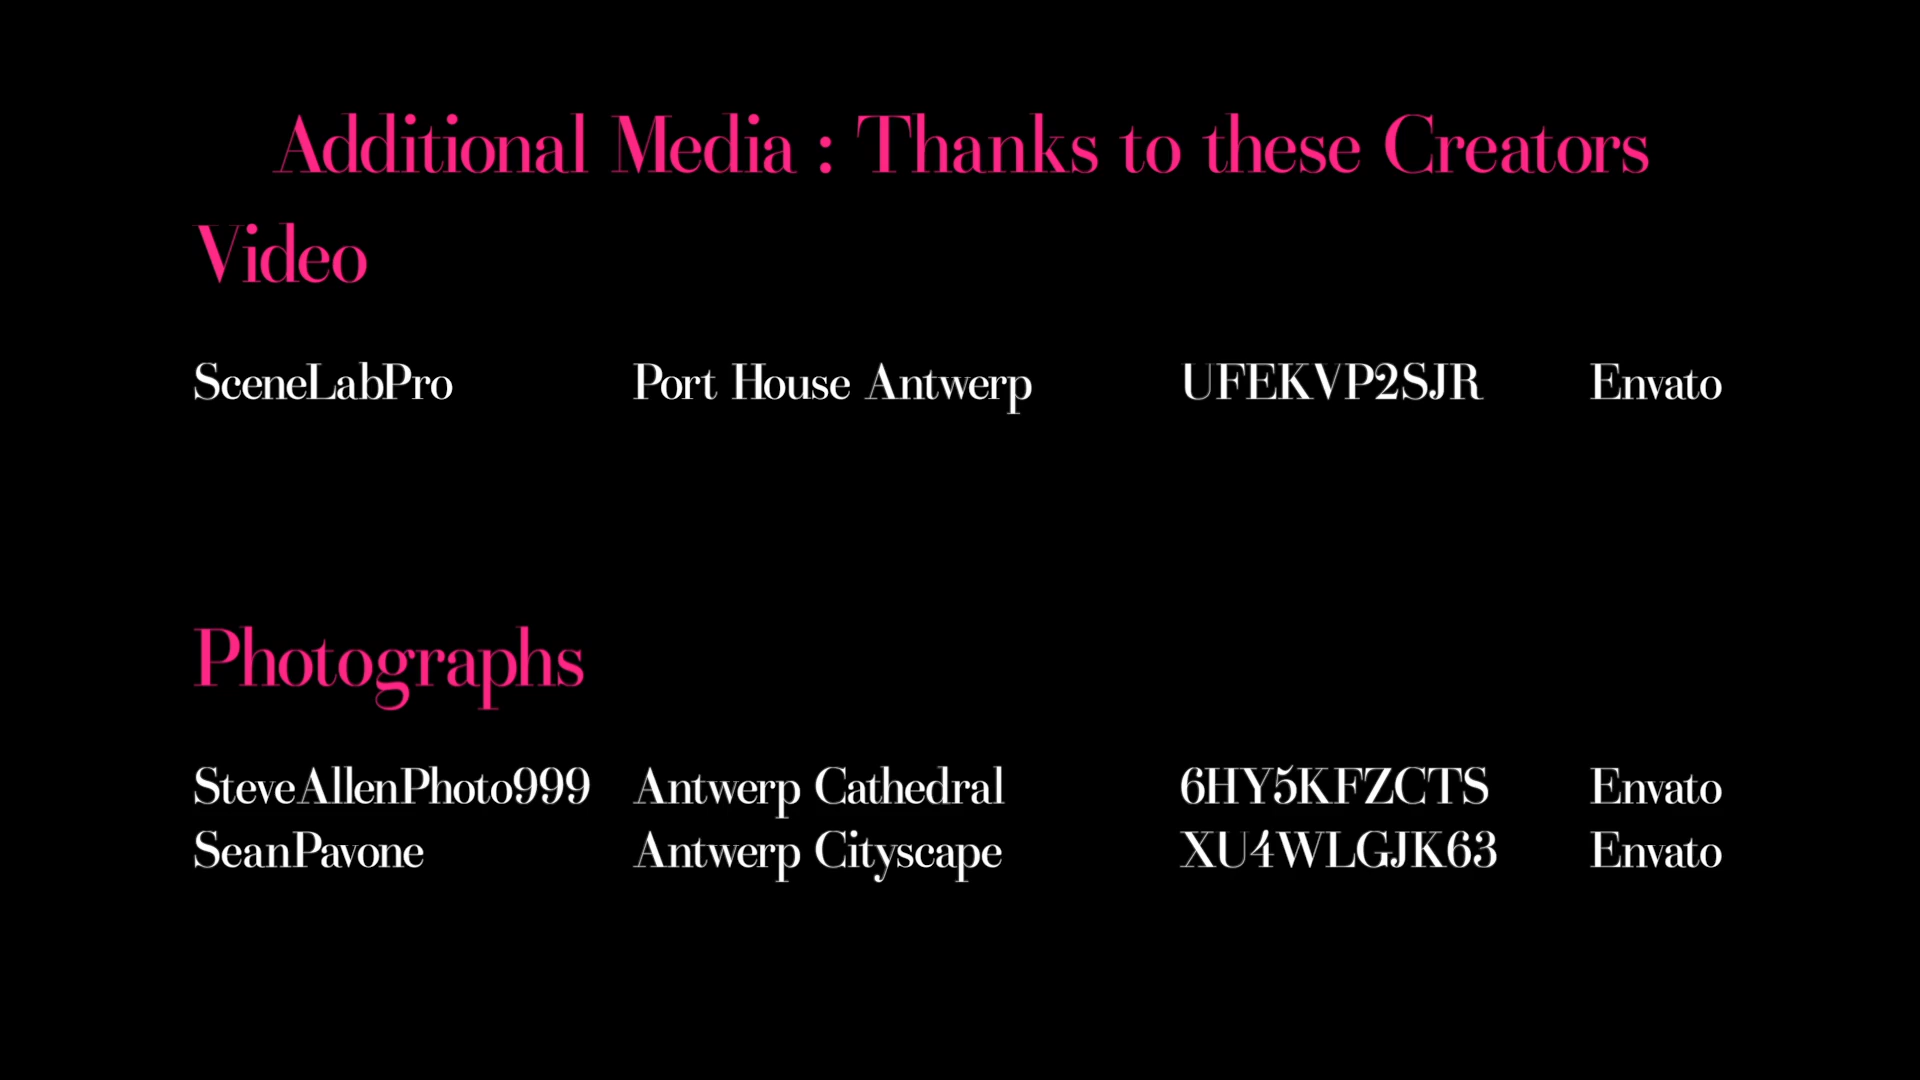 Additional Media : Thanks to these Creators
Video
SceneLabPro Port House Antwerp UFEKVP2SJR Envato
Photographs
SteveAllenPhoto999 Antwerp Cathedral 6HY5KFZCTS Envato
SeanPavone Antwerp Cityscape XU4WLGJK63 Envato